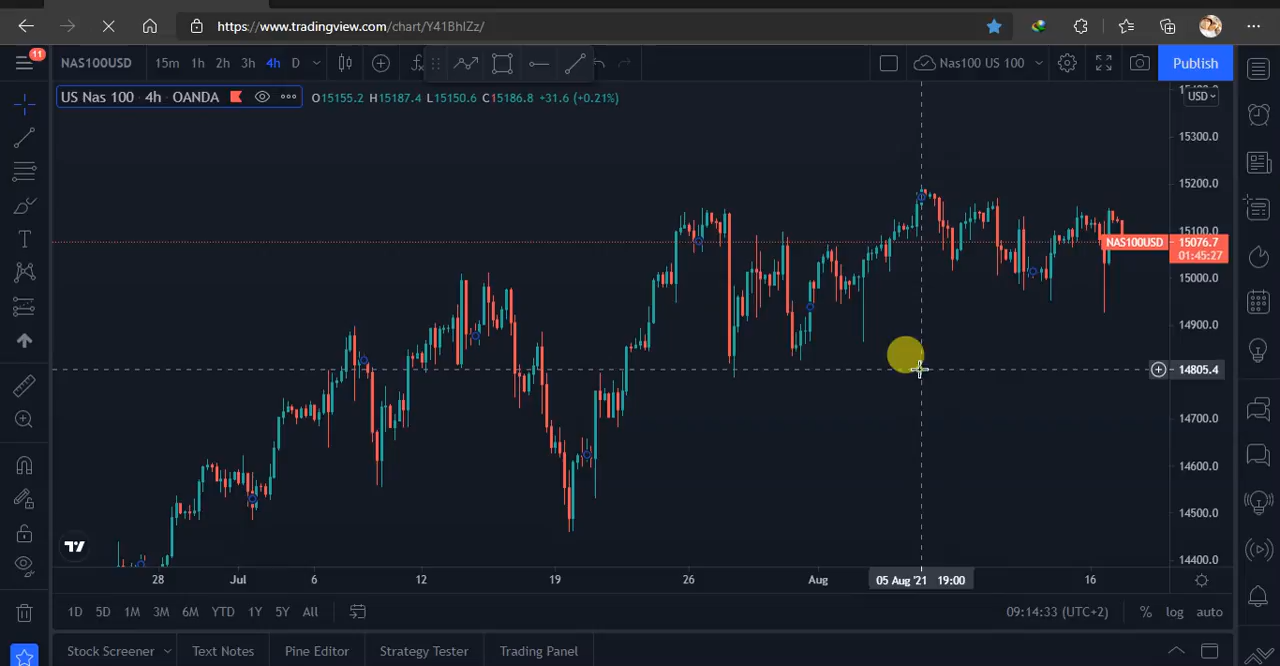 https://www.tradingview.com/chart/Y41BhlZz/
11
NAS100USD 15m 1h 2h 3h 4h D
Nas100 US 100
Publish
US Nas 100 4h OANDA O15155.2 H15187.4 L15150.6 C15186.8 +31.6 (+0.21%)
USD
15300.0
15200.0
15100.0
NAS100USD 15076.7
01:45:27
15000.0
14900.0
14805.4
14700.0
14600.0
14500.0
14400.0
28 Jul 6 12 19 26 Aug 05 Aug '21 19:00 16
1D 5D 1M 3M 6M YTD 1Y 5Y All 09:14:33 (UTC+2) % log auto
Stock Screener Text Notes Pine Editor Strategy Tester Trading Panel